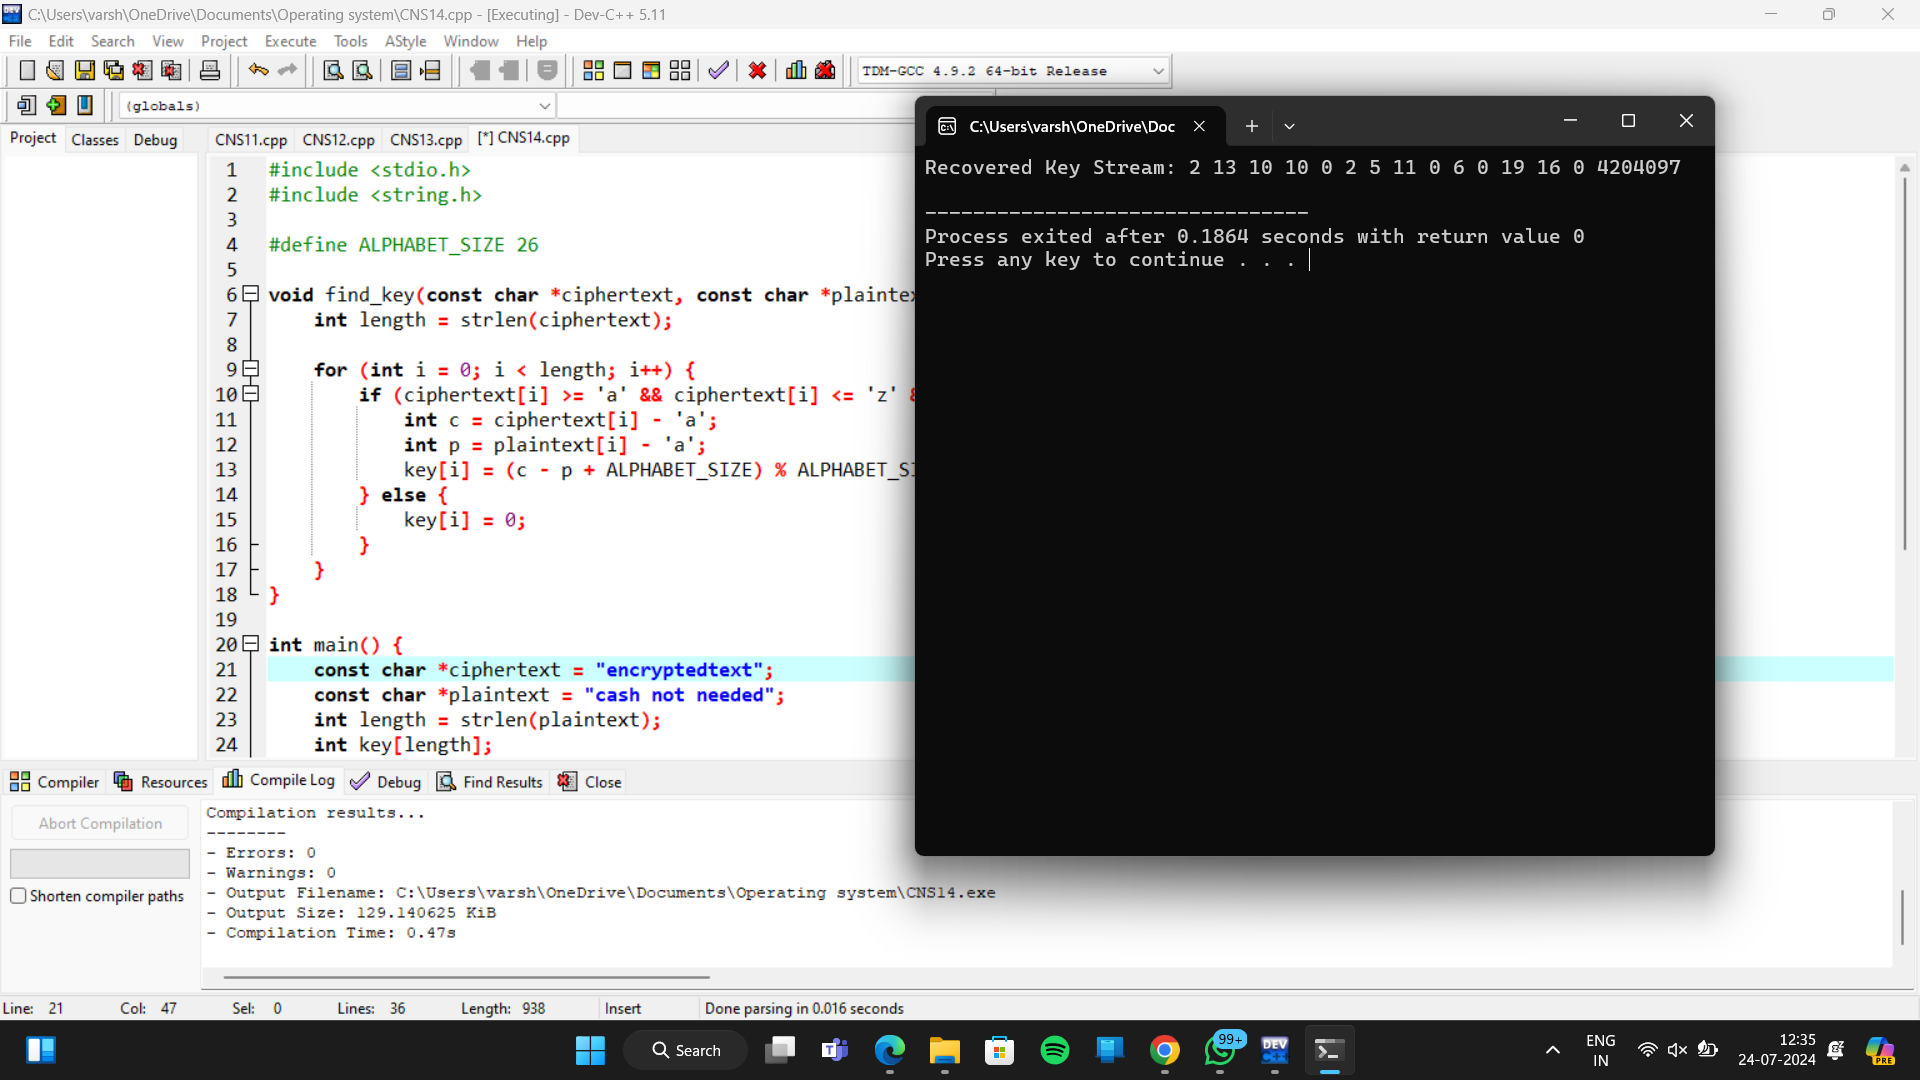 C:\Users\varsh\OneDrive\Documents\Operating system\CNS14.cpp - [Executing] - Dev-C++ 5.11
File Edit Search View Project Execute Tools AStyle Window Help
TDM-GCC 4.9.2 64-bit Release
(globals)
Project Classes Debug
CNS11.cpp CNS12.cpp CNS13.cpp [*] CNS14.cpp
1 #include <stdio.h>
2 #include <string.h>
3
4 #define ALPHABET_SIZE 26
5
6 void find_key(const char *ciphertext, const char *plaintex
7 int length = strlen(ciphertext);
8
9 for (int i = 0; i < length; i++) {
10 if (ciphertext[i] >= 'a' && ciphertext[i] <= 'z' &
11 int c = ciphertext[i] - 'a';
12 int p = plaintext[i] - 'a';
13 key[i] = (c - p + ALPHABET_SIZE) % ALPHABET_SI
14 } else {
15 key[i] = 0;
16 }
17 }
18 }
19
20 int main() {
21 const char *ciphertext = "encryptedtext";
22 const char *plaintext = "cash not needed";
23 int length = strlen(plaintext);
24 int key[length];
C:\Users\varsh\OneDrive\Doc
Recovered Key Stream: 2 13 10 10 0 2 5 11 0 6 0 19 16 0 4204097
--------------------------------
Process exited after 0.1864 seconds with return value 0
Press any key to continue . . .
Compiler Resources Compile Log Debug Find Results Close
Abort Compilation
Shorten compiler paths
Compilation results...
--------
- Errors: 0
- Warnings: 0
- Output Filename: C:\Users\varsh\OneDrive\Documents\Operating system\CNS14.exe
- Output Size: 129.140625 KiB
- Compilation Time: 0.47s
Line: 21 Col: 47 Sel: 0 Lines: 36 Length: 938 Insert Done parsing in 0.016 seconds
Search
99+
DEV C++
ENG
IN
12:35
24-07-2024
PRE